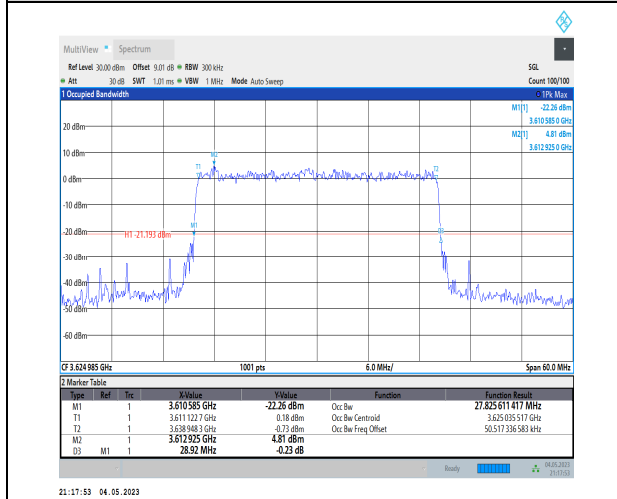 MultiView Spectrum
Ref Level 30.00 dBm Offset 9.01 dB RBW 300 kHz SGL
Att 30 dB SWT 1.01 ms VBW 1 MHz Mode Auto Sweep Count 100/100
1 Occupied Bandwidth 1Pk Max
M1[1] -22.26 dBm
3.610 585 0 GHz
M2[1] 4.81 dBm
3.612 925 0 GHz
20 dBm
10 dBm
0 dBm
-10 dBm
-20 dBm
-30 dBm
-40 dBm
-50 dBm
-60 dBm
M2
T1
T2
M1
D3
H1 -21.193 dBm
CF 3.624 985 GHz 1001 pts 6.0 MHz/ Span 60.0 MHz
2 Marker Table
Type Ref Trc X-Value Y-Value Function Function Result
M1 1 3.610 585 GHz -22.26 dBm Occ Bw 27.825 611 417 MHz
T1 1 3.611 122 7 GHz 0.18 dBm Occ Bw Centroid 3.625 035 517 GHz
T2 1 3.638 948 3 GHz -0.73 dBm Occ Bw Freq Offset 50.517 336 583 kHz
M2 1 3.612 925 GHz 4.81 dBm
D3 M1 1 28.92 MHz -0.23 dB
Ready 04.05.2023
21:17:53
21:17:53 04.05.2023